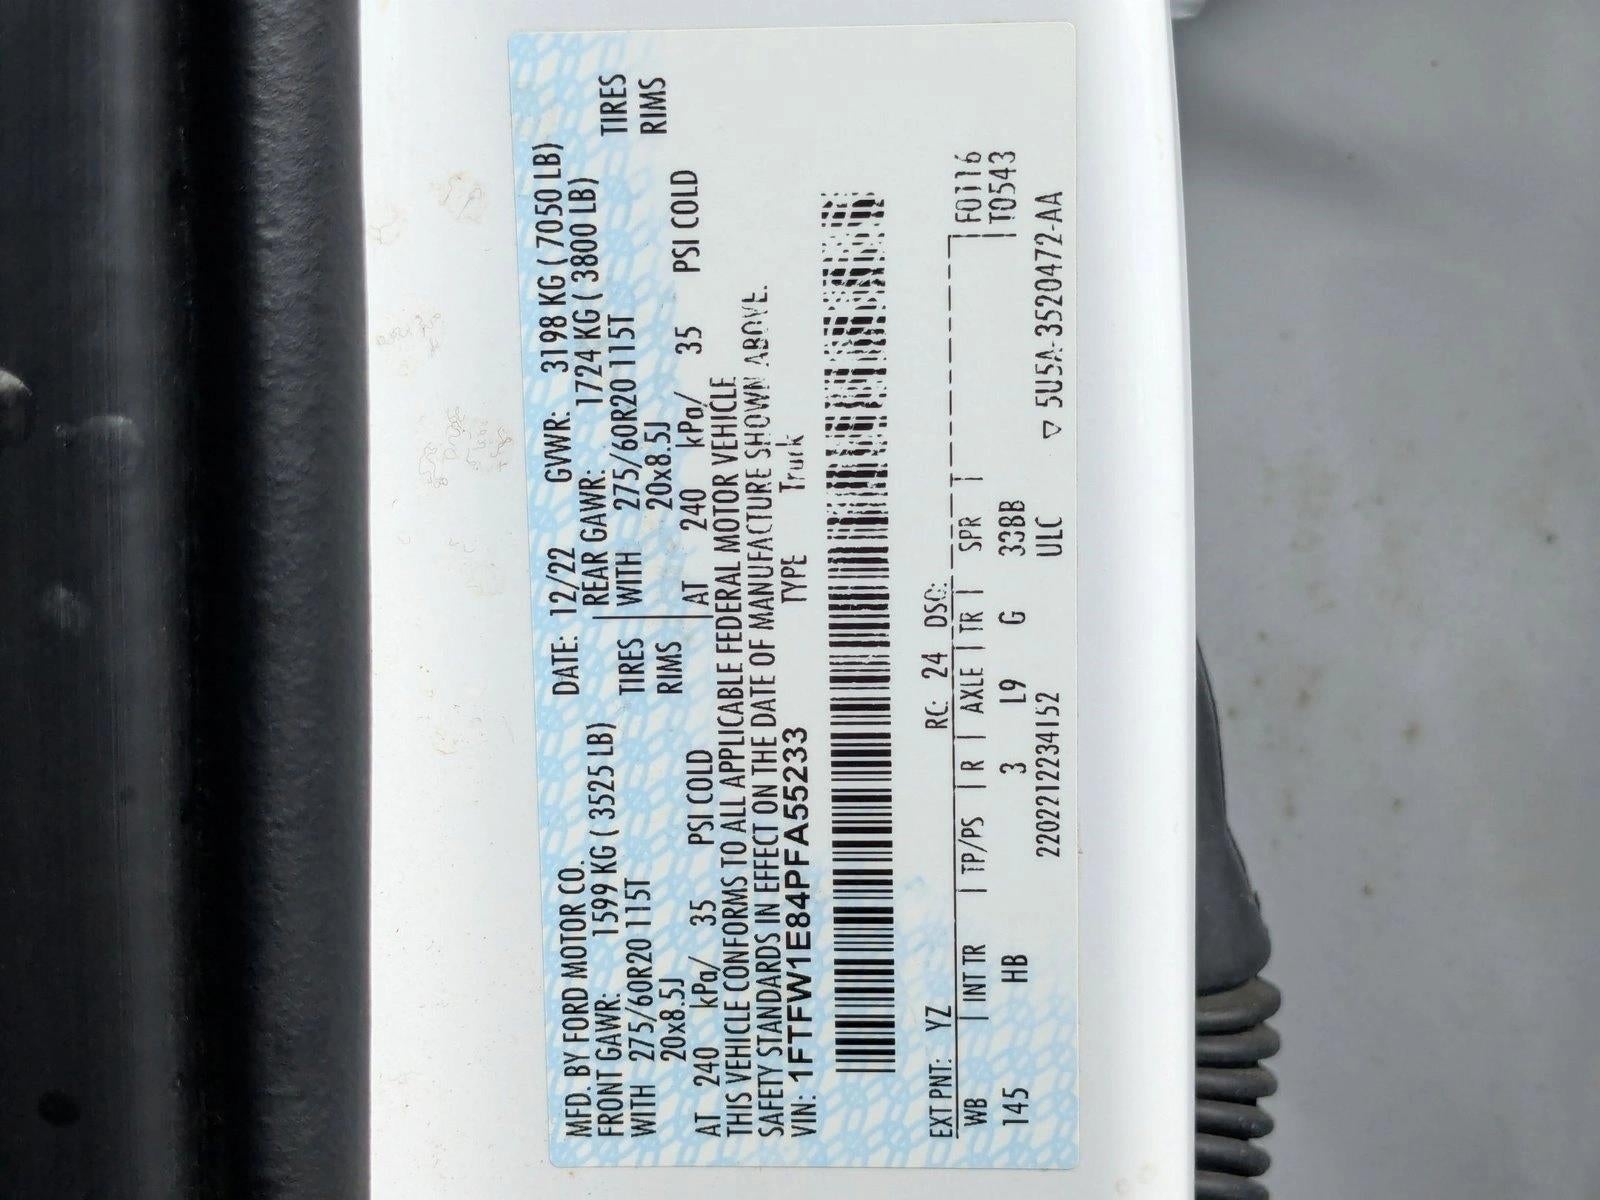 MFD. BY FORD MOTOR CO. DATE: 12/22 GVWR: 3198 KG ( 7050 LB)
FRONT GAWR: 1599 KG ( 3525 LB) REAR GAWR: 1724 KG ( 3800 LB)
WITH 275/60R20 115T TIRES WITH 275/60R20 115T TIRES
20x8.5J RIMS 20x8.5J RIMS
AT 240 kPa/ 35 PSI COLD AT 240 kPa/ 35 PSI COLD
THIS VEHICLE CONFORMS TO ALL APPLICABLE FEDERAL MOTOR VEHICLE
SAFETY STANDARDS IN EFFECT ON THE DATE OF MANUFACTURE SHOWN ABOVE.
VIN: 1FTFW1E84PFA55233 TYPE Truck
EXT PNT: YZ RC: 24 DSO:
WB INT TR TP/PS R AXLE TR SPR F0116
145 HB 3 L9 G 33BB T0543
2202212234152 ULC ▽ 5U5A-3520472-AA